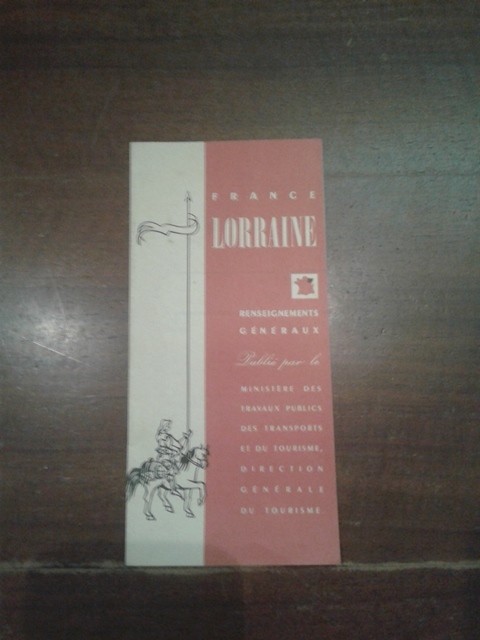 FRANCE
LORRAINE
RENSEIGNEMENTS
GÉNÉRAUX
Publié par le
MINISTÈRE DES
TRAVAUX PUBLICS
DES TRANSPORTS
ET DU TOURISME,
DIRECTION
GÉNÉRALE
DU TOURISME